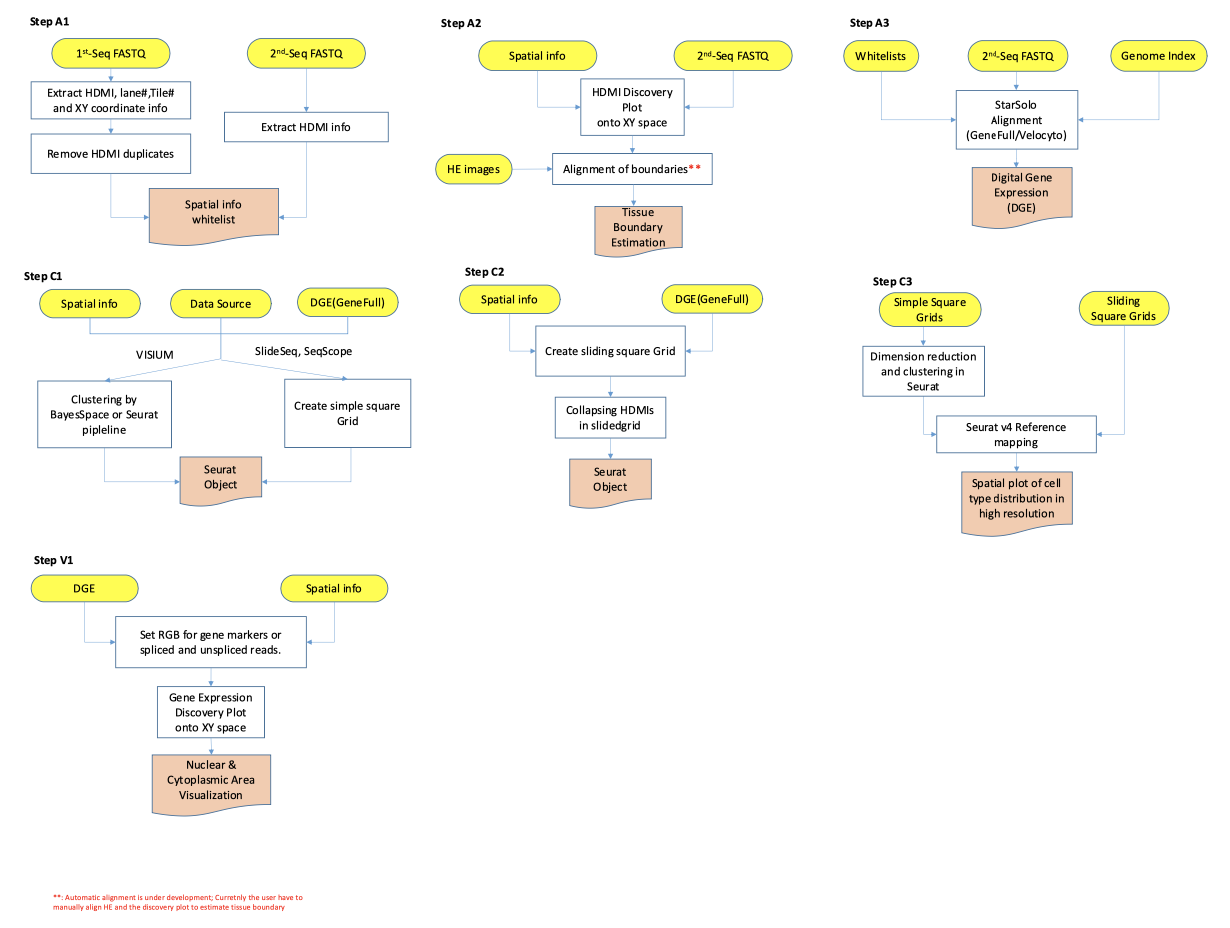 Step A1
1st-Seq FASTQ
2nd-Seq FASTQ
Extract HDMI, lane#,Tile#
and XY coordinate info
Extract HDMI info
Remove HDMI duplicates
Spatial info
whitelist
Step A2
Spatial info
2nd-Seq FASTQ
HDMI Discovery
Plot
onto XY space
HE images
Alignment of boundaries**
Tissue
Boundary
Estimation
Step A3
Whitelists
2nd-Seq FASTQ
Genome Index
StarSolo
Alignment
(GeneFull/Velocyto)
Digital Gene
Expression
(DGE)
Step C1
Spatial info
Data Source
DGE(GeneFull)
VISIUM
SlideSeq, SeqScope
Clustering by
BayesSpace or Seurat
pipleline
Create simple square
Grid
Seurat
Object
Step C2
Spatial info
DGE(GeneFull)
Create sliding square Grid
Collapsing HDMIs
in slidedgrid
Seurat
Object
Step C3
Simple Square
Grids
Sliding
Square Grids
Dimension reduction
and clustering in
Seurat
Seurat v4 Reference
mapping
Spatial plot of cell
type distribution in
high resolution
Step V1
DGE
Spatial info
Set RGB for gene markers or
spliced and unspliced reads.
Gene Expression
Discovery Plot
onto XY space
Nuclear &
Cytoplasmic Area
Visualization
**: Automatic alignment is under development; Curretnly the user have to
manually align HE and the discovery plot to estimate tissue boundary